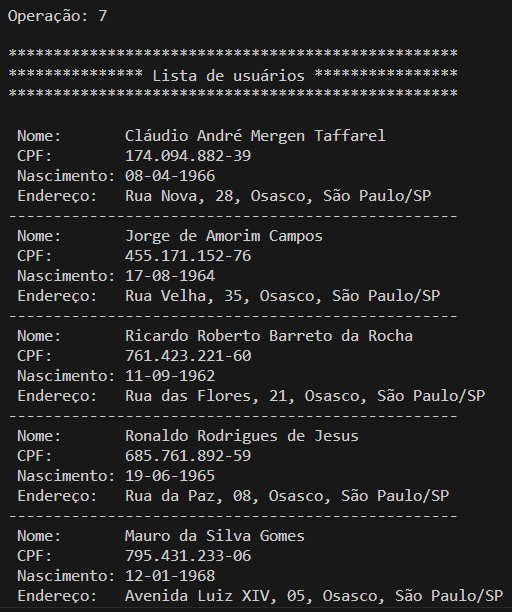 Operação: 7
**************************************************
*************** Lista de usuários ****************
**************************************************
Nome: Cláudio André Mergen Taffarel
CPF: 174.094.882-39
Nascimento: 08-04-1966
Endereço: Rua Nova, 28, Osasco, São Paulo/SP
--------------------------------------------------
Nome: Jorge de Amorim Campos
CPF: 455.171.152-76
Nascimento: 17-08-1964
Endereço: Rua Velha, 35, Osasco, São Paulo/SP
--------------------------------------------------
Nome: Ricardo Roberto Barreto da Rocha
CPF: 761.423.221-60
Nascimento: 11-09-1962
Endereço: Rua das Flores, 21, Osasco, São Paulo/SP
--------------------------------------------------
Nome: Ronaldo Rodrigues de Jesus
CPF: 685.761.892-59
Nascimento: 19-06-1965
Endereço: Rua da Paz, 08, Osasco, São Paulo/SP
--------------------------------------------------
Nome: Mauro da Silva Gomes
CPF: 795.431.233-06
Nascimento: 12-01-1968
Endereço: Avenida Luiz XIV, 05, Osasco, São Paulo/SP